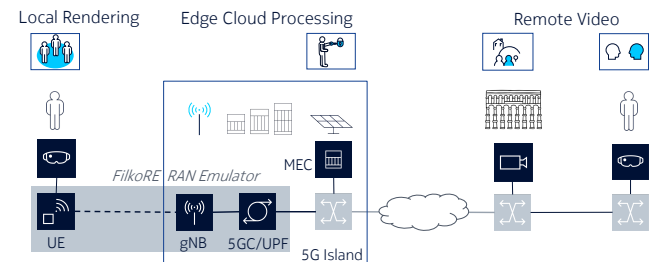 Local Rendering
Edge Cloud Processing
Remote Video
MEC
FilkoRE RAN Emulator
UE
gNB
5GC/UPF
5G Island